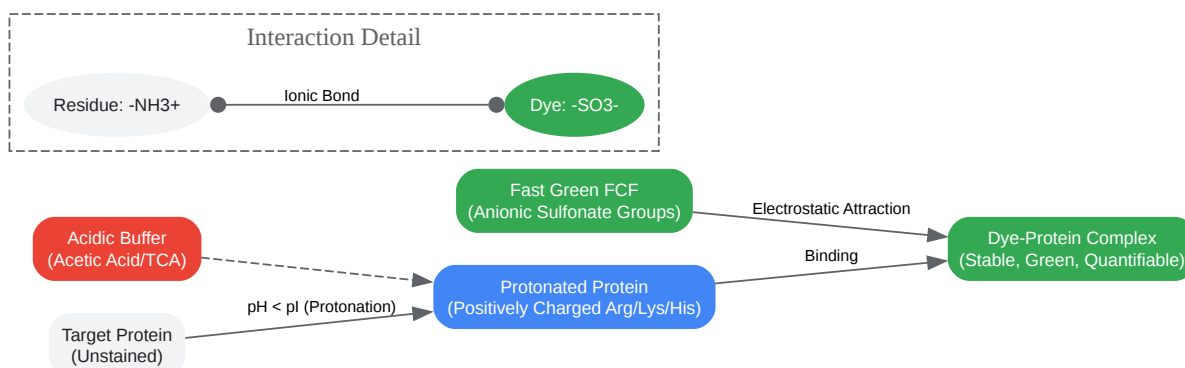 Interaction Detail
Residue: -NH3+
Ionic Bond
Dye: -SO3-
Fast Green FCF
(Anionic Sulfonate Groups)
Electrostatic Attraction
Acidic Buffer
(Acetic Acid/TCA)
Dye-Protein Complex
(Stable, Green, Quantifiable)
Binding
Protonated Protein
(Positively Charged Arg/Lys/His)
pH < pI (Protonation)
Target Protein
(Unstained)